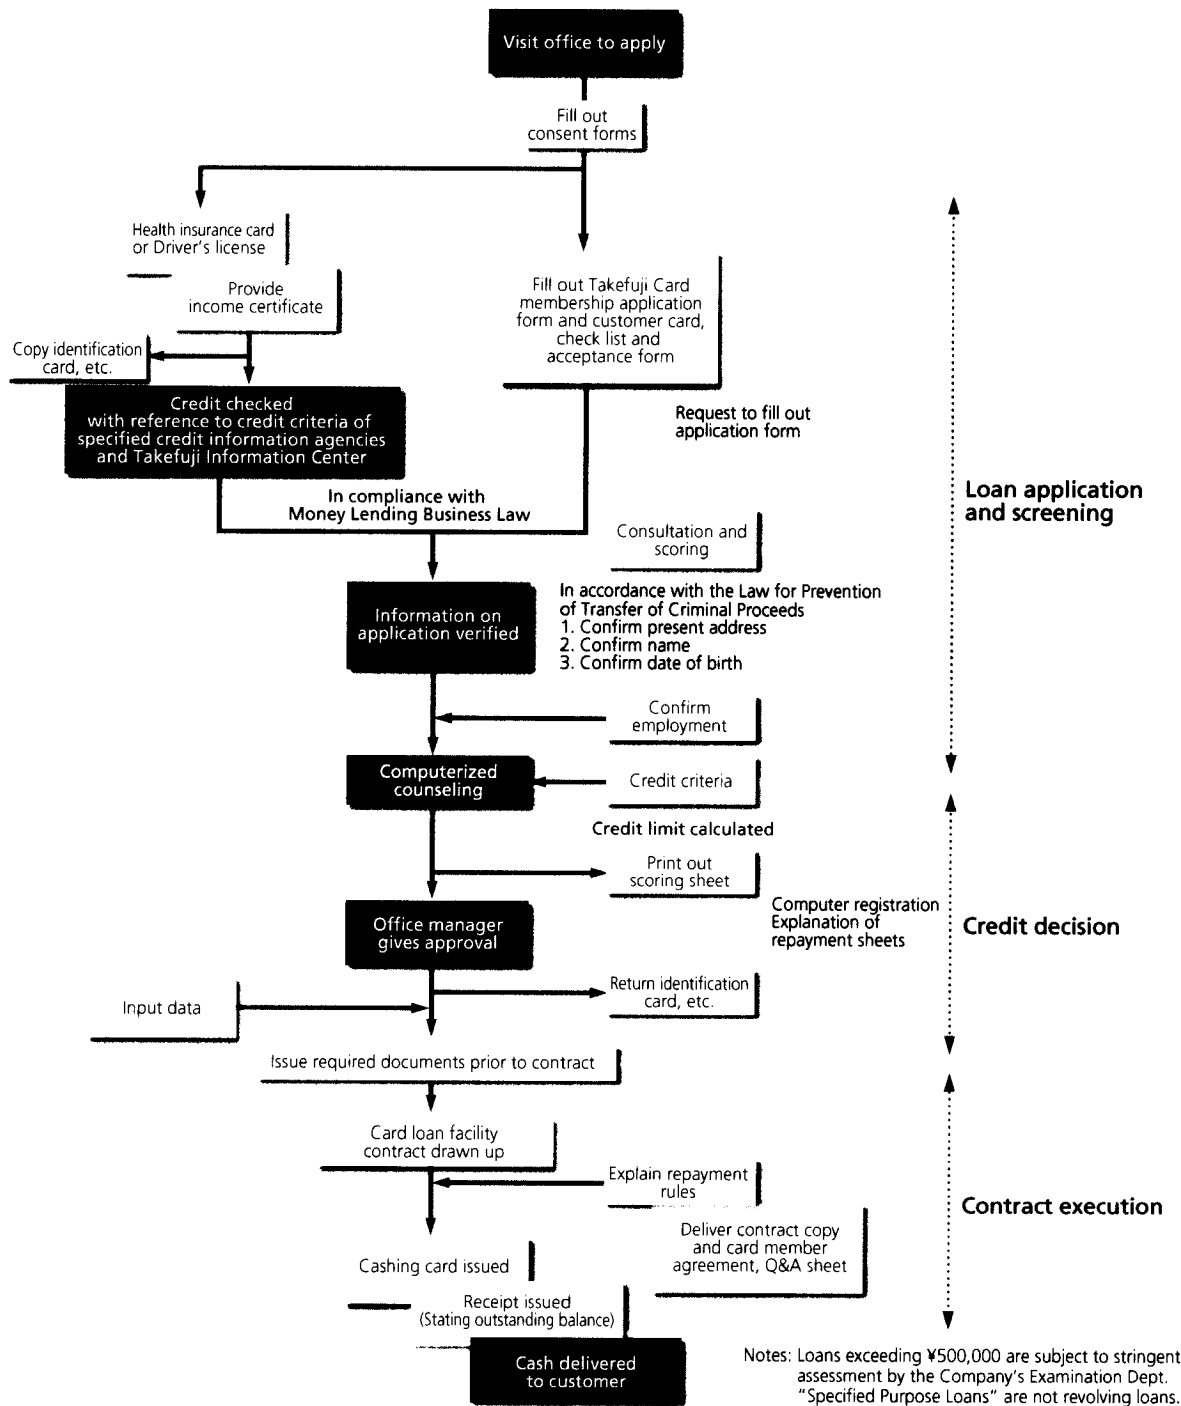 Visit office to apply
Fill out
consent forms
Health insurance card
or Driver's license
Provide
income certificate
Copy identification
card, etc.
Fill out Takefuji Card
membership application
form and customer card,
check list and
acceptance form
Credit checked
with reference to credit criteria of
specified credit information agencies
and Takefuji Information Center
Request to fill out
application form
In compliance with
Money Lending Business Law
Loan application
and screening
Consultation and
scoring
Information on
application verified
In accordance with the Law for Prevention
of Transfer of Criminal Proceeds
1. Confirm present address
2. Confirm name
3. Confirm date of birth
Confirm
employment
Computerized
counseling
Credit criteria
Credit limit calculated
Print out
scoring sheet
Office manager
gives approval
Computer registration
Explanation of
repayment sheets
Credit decision
Return identification
card, etc.
Input data
Issue required documents prior to contract
Card loan facility
contract drawn up
Explain repayment
rules
Contract execution
Deliver contract copy
and card member
agreement, Q&A sheet
Cashing card issued
Receipt issued
(Stating outstanding balance)
Cash delivered
to customer
Notes: Loans exceeding ¥500,000 are subject to stringent
assessment by the Company's Examination Dept.
"Specified Purpose Loans" are not revolving loans.